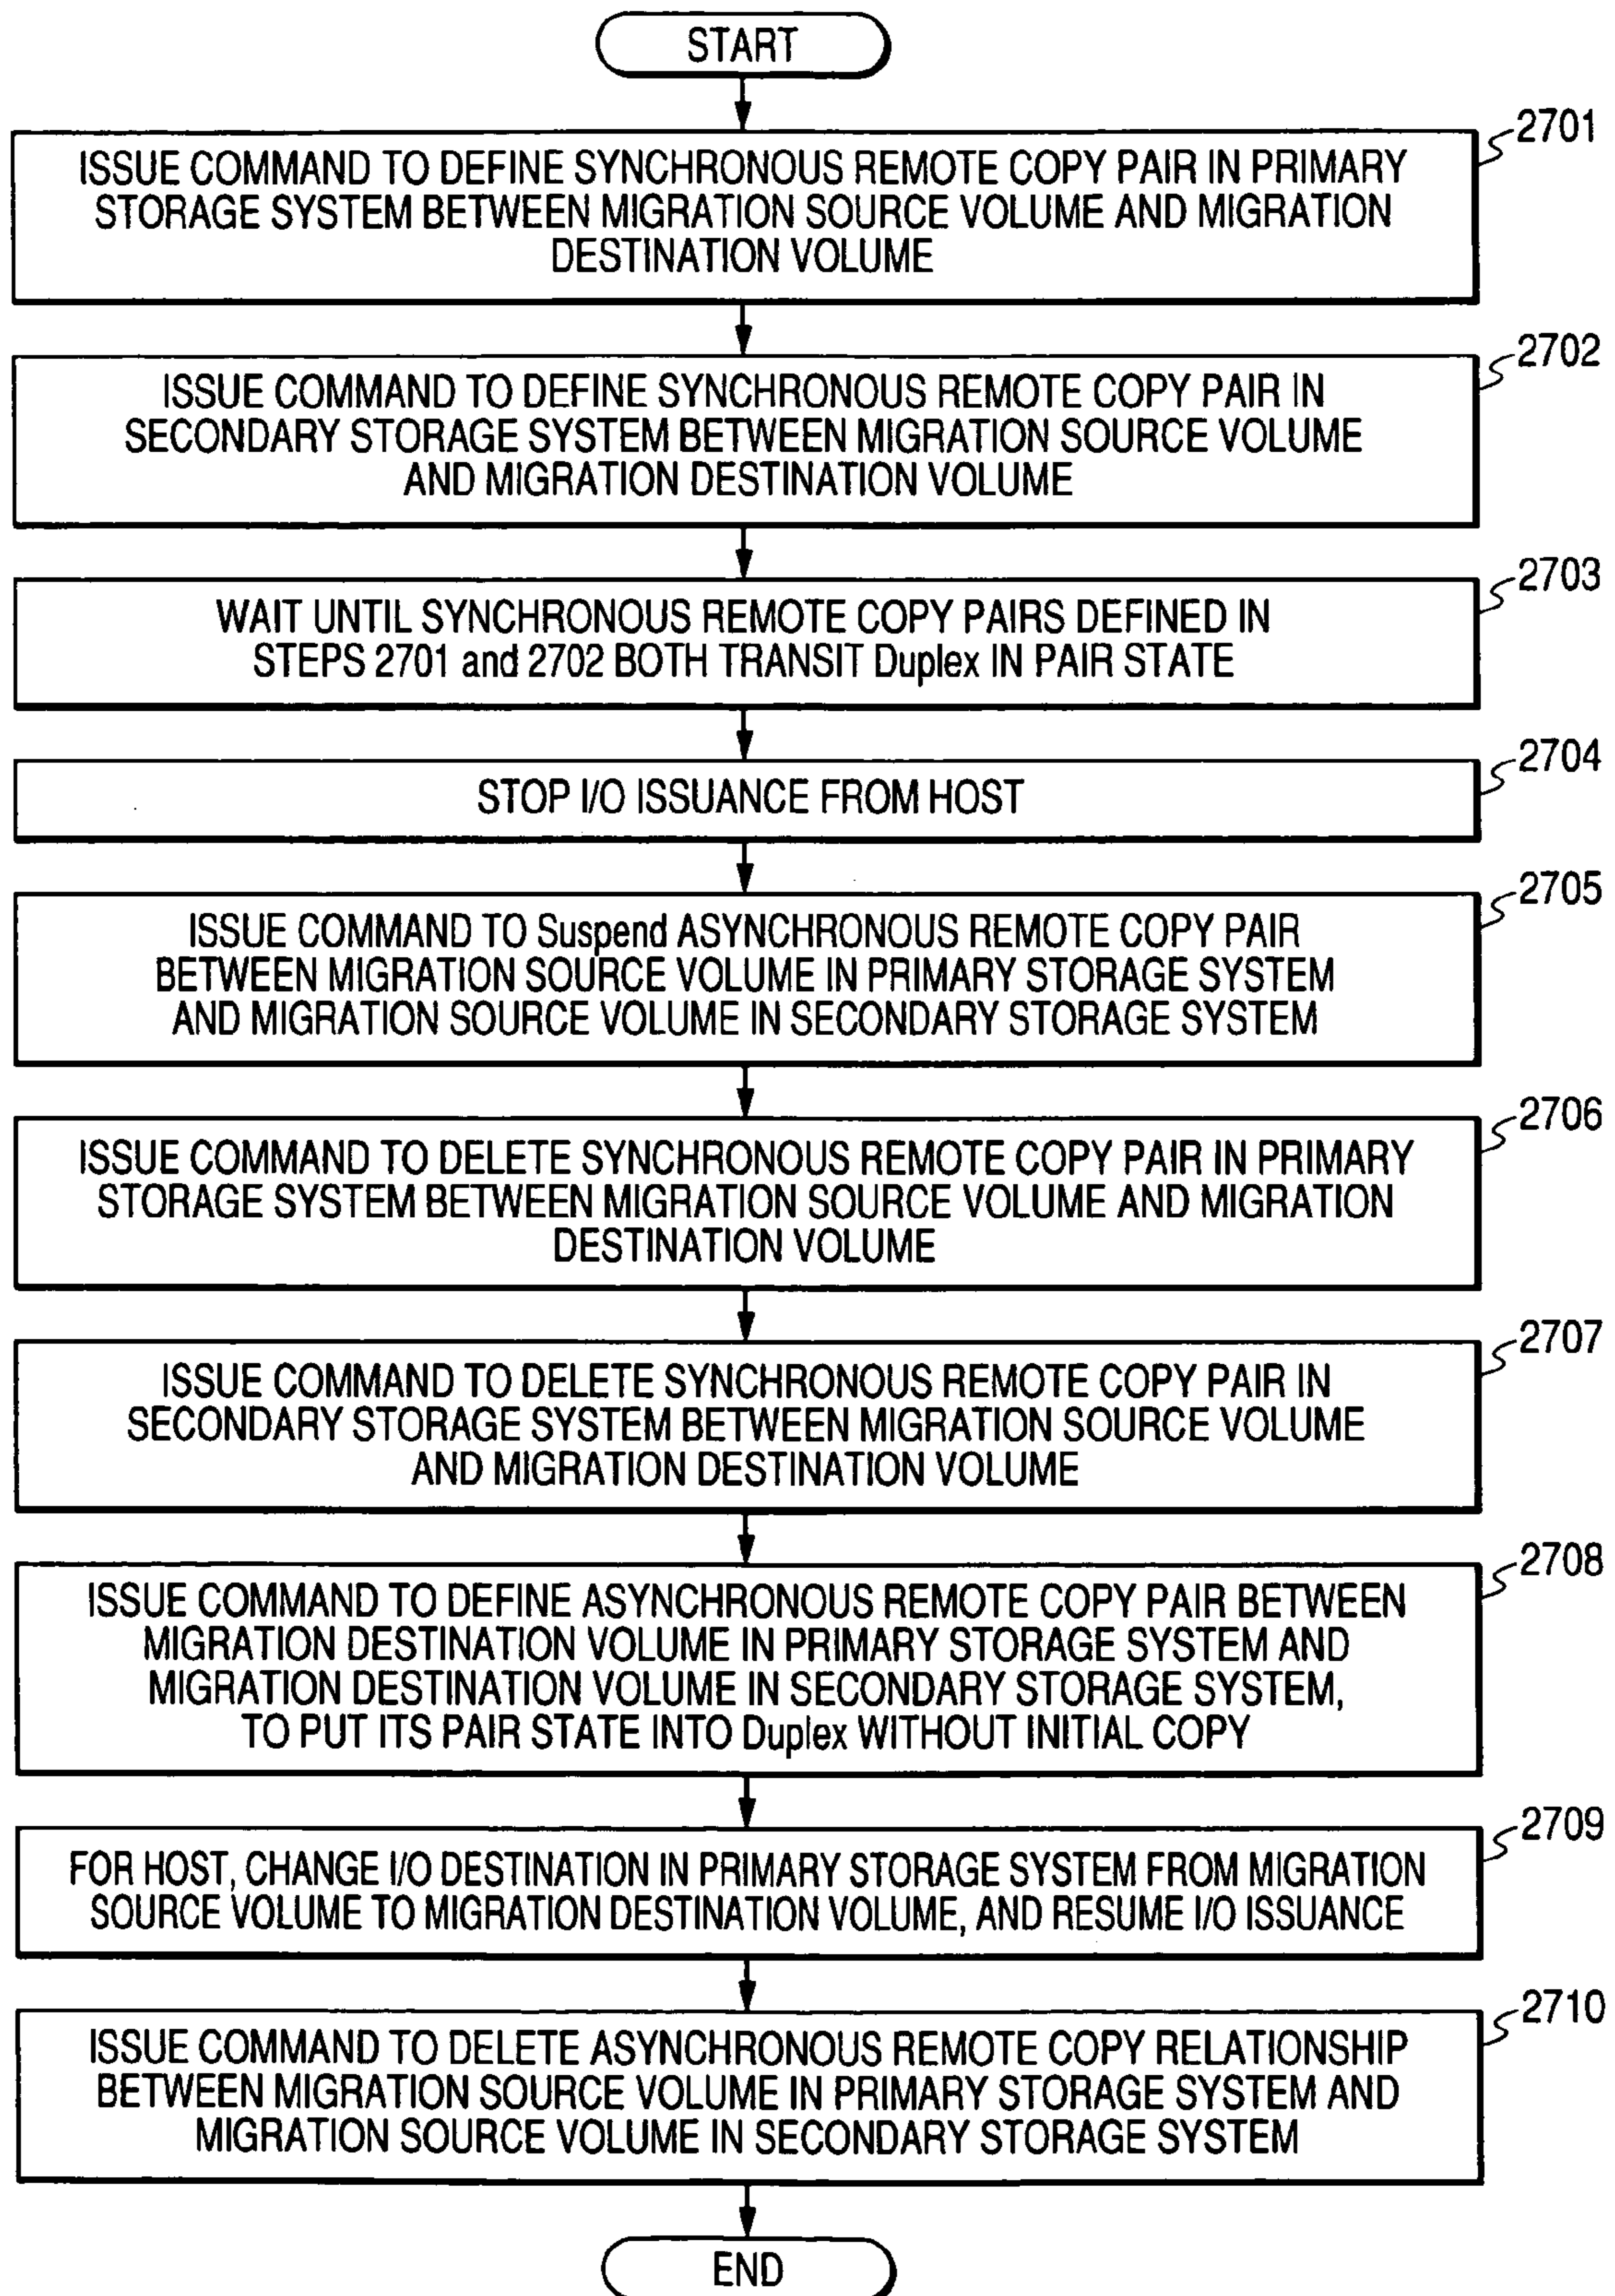 START
2701
ISSUE COMMAND TO DEFINE SYNCHRONOUS REMOTE COPY PAIR IN PRIMARY
STORAGE SYSTEM BETWEEN MIGRATION SOURCE VOLUME AND MIGRATION
DESTINATION VOLUME
2702
ISSUE COMMAND TO DEFINE SYNCHRONOUS REMOTE COPY PAIR IN
SECONDARY STORAGE SYSTEM BETWEEN MIGRATION SOURCE VOLUME
AND MIGRATION DESTINATION VOLUME
2703
WAIT UNTIL SYNCHRONOUS REMOTE COPY PAIRS DEFINED IN
STEPS 2701 and 2702 BOTH TRANSIT Duplex IN PAIR STATE
2704
STOP I/O ISSUANCE FROM HOST
2705
ISSUE COMMAND TO Suspend ASYNCHRONOUS REMOTE COPY PAIR
BETWEEN MIGRATION SOURCE VOLUME IN PRIMARY STORAGE SYSTEM
AND MIGRATION SOURCE VOLUME IN SECONDARY STORAGE SYSTEM
2706
ISSUE COMMAND TO DELETE SYNCHRONOUS REMOTE COPY PAIR IN PRIMARY
STORAGE SYSTEM BETWEEN MIGRATION SOURCE VOLUME AND MIGRATION
DESTINATION VOLUME
2707
ISSUE COMMAND TO DELETE SYNCHRONOUS REMOTE COPY PAIR IN
SECONDARY STORAGE SYSTEM BETWEEN MIGRATION SOURCE VOLUME
AND MIGRATION DESTINATION VOLUME
2708
ISSUE COMMAND TO DEFINE ASYNCHRONOUS REMOTE COPY PAIR BETWEEN
MIGRATION DESTINATION VOLUME IN PRIMARY STORAGE SYSTEM AND
MIGRATION DESTINATION VOLUME IN SECONDARY STORAGE SYSTEM,
TO PUT ITS PAIR STATE INTO Duplex WITHOUT INITIAL COPY
2709
FOR HOST, CHANGE I/O DESTINATION IN PRIMARY STORAGE SYSTEM FROM MIGRATION
SOURCE VOLUME TO MIGRATION DESTINATION VOLUME, AND RESUME I/O ISSUANCE
2710
ISSUE COMMAND TO DELETE ASYNCHRONOUS REMOTE COPY RELATIONSHIP
BETWEEN MIGRATION SOURCE VOLUME IN PRIMARY STORAGE SYSTEM AND
MIGRATION SOURCE VOLUME IN SECONDARY STORAGE SYSTEM
END